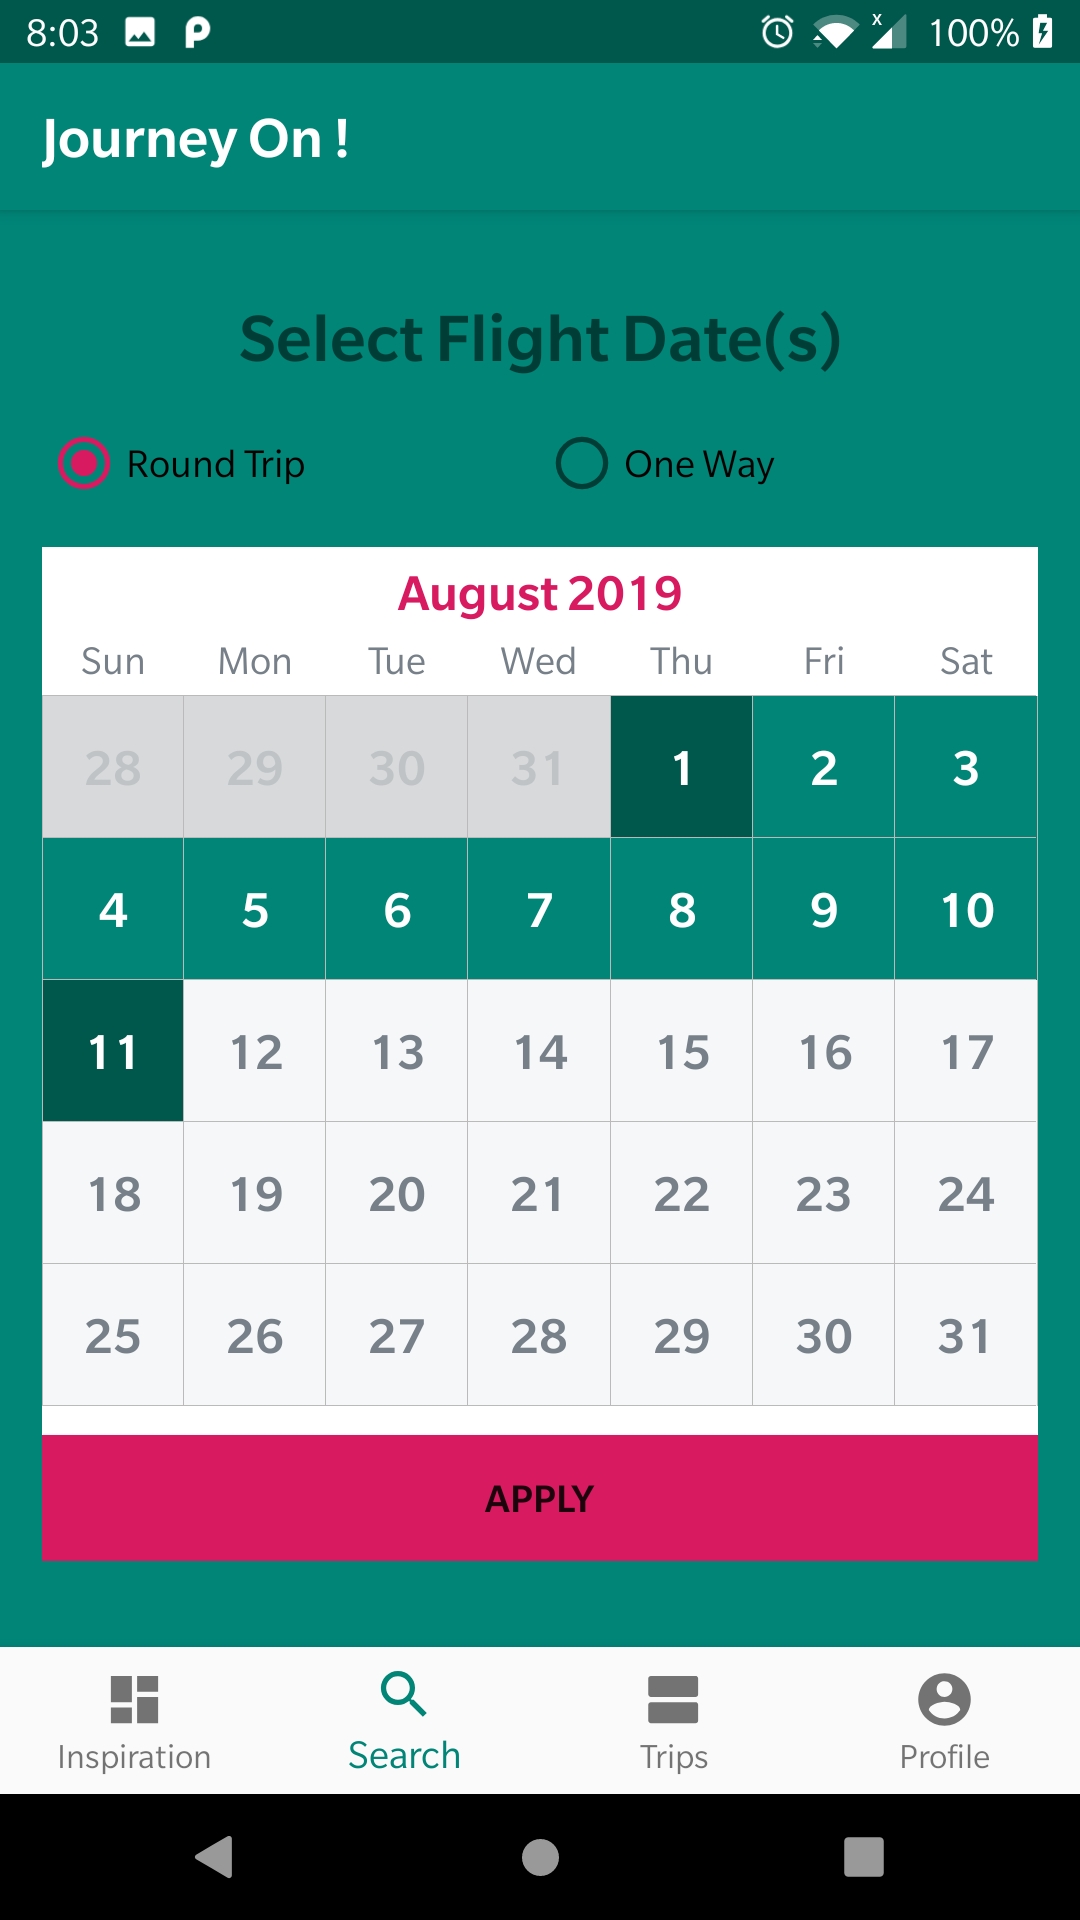 8:03 100%
Journey On !
Select Flight Date(s)
Round Trip One Way
August 2019
Sun Mon Tue Wed Thu Fri Sat
28 29 30 31 1 2 3
4 5 6 7 8 9 10
11 12 13 14 15 16 17
18 19 20 21 22 23 24
25 26 27 28 29 30 31
APPLY
Inspiration Search Trips Profile